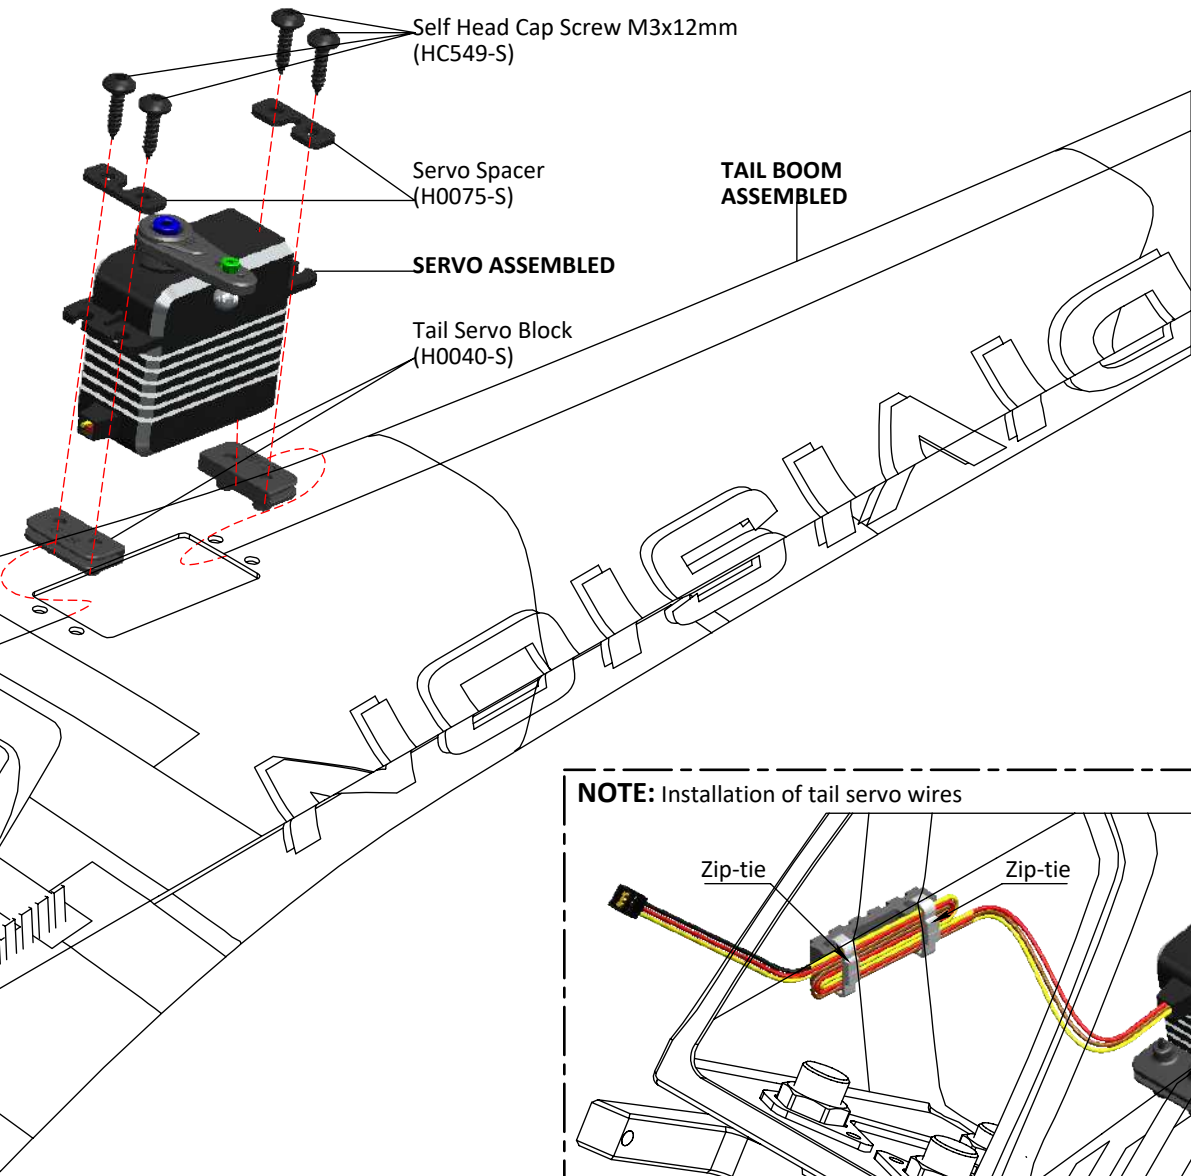 Self Head Cap Screw M3x12mm
(HC549-S)
Servo Spacer
(H0075-S)
TAIL BOOM
ASSEMBLED
SERVO ASSEMBLED
Tail Servo Block
(H0040-S)
NOTE: Installation of tail servo wires
Zip-tie
Zip-tie